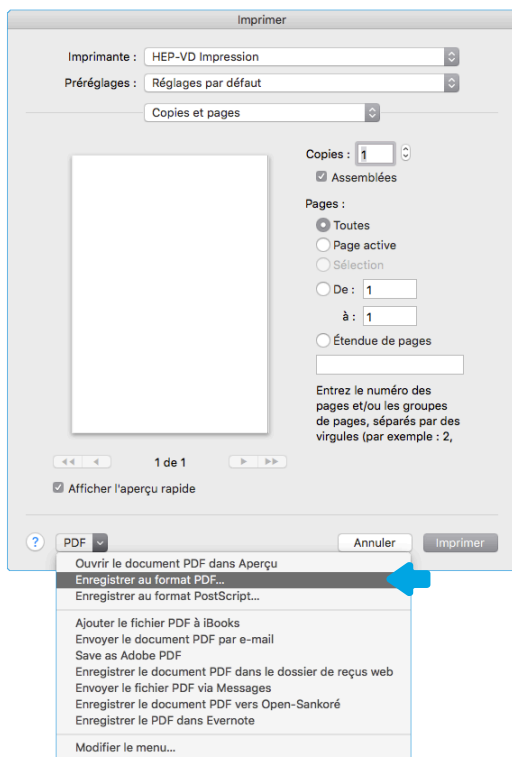 Imprimer
Imprimante : HEP-VD Impression
Préréglages : Réglages par défaut
Copies et pages
Copies : 1
Assemblées
Pages :
Toutes
Page active
Sélection
De : 1
à : 1
Étendue de pages
Entrez le numéro des
pages et/ou les groupes
de pages, séparés par des
virgules (par exemple : 2,
1 de 1
Afficher l'aperçu rapide
? PDF Annuler Imprimer
Ouvrir le document PDF dans Aperçu
Enregistrer au format PDF...
Enregistrer au format PostScript...
Ajouter le fichier PDF à iBooks
Envoyer le document PDF par e-mail
Save as Adobe PDF
Enregistrer le document PDF dans le dossier de reçus web
Envoyer le fichier PDF via Messages
Enregistrer le document PDF vers Open-Sankoré
Enregistrer le PDF dans Evernote
Modifier le menu...